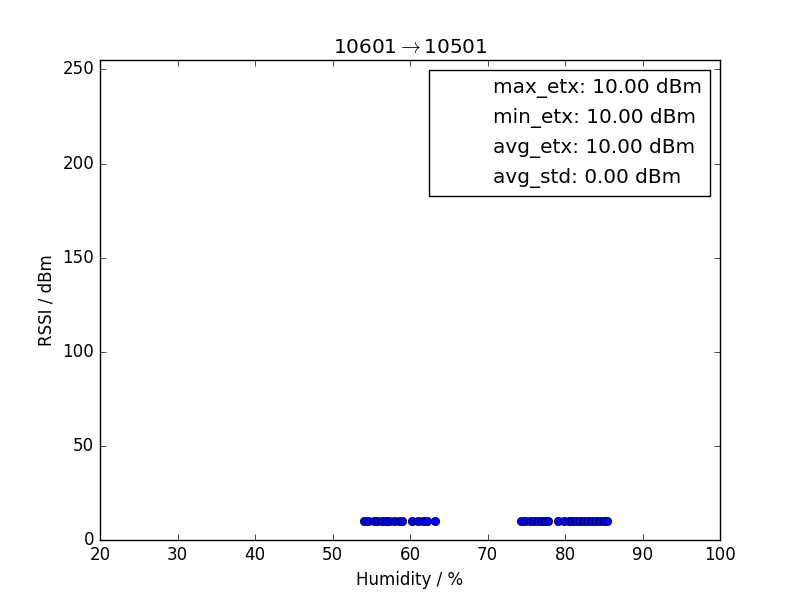 10601→10501
max_etx: 10.00 dBm
min_etx: 10.00 dBm
avg_etx: 10.00 dBm
avg_std: 0.00 dBm
250
200
150
100
50
0
RSSI / dBm
20 30 40 50 60 70 80 90 100
Humidity / %